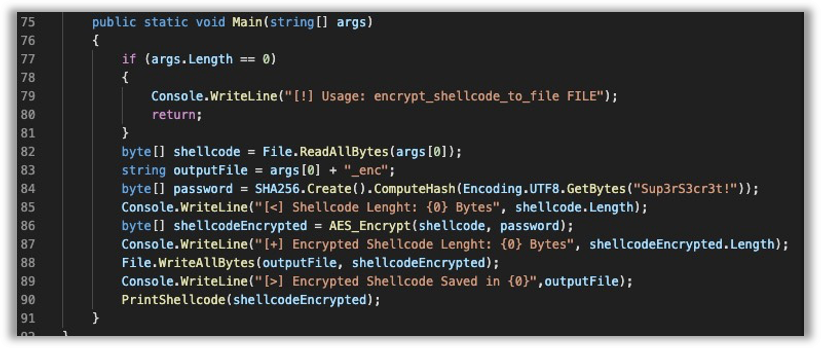 75 public static void Main(string[] args)
76 {
77 if (args.Length == 0)
78 {
79 Console.WriteLine("[!] Usage: encrypt_shellcode_to_file FILE");
80 return;
81 }
82 byte[] shellcode = File.ReadAllBytes(args[0]);
83 string outputFile = args[0] + "_enc";
84 byte[] password = SHA256.Create().ComputeHash(Encoding.UTF8.GetBytes("Sup3rS3cr3t!"));
85 Console.WriteLine("[<] Shellcode Lenght: {0} Bytes", shellcode.Length);
86 byte[] shellcodeEncrypted = AES_Encrypt(shellcode, password);
87 Console.WriteLine("[+] Encrypted Shellcode Lenght: {0} Bytes", shellcodeEncrypted.Length);
88 File.WriteAllBytes(outputFile, shellcodeEncrypted);
89 Console.WriteLine("[>] Encrypted Shellcode Saved in {0}",outputFile);
90 PrintShellcode(shellcodeEncrypted);
91 }